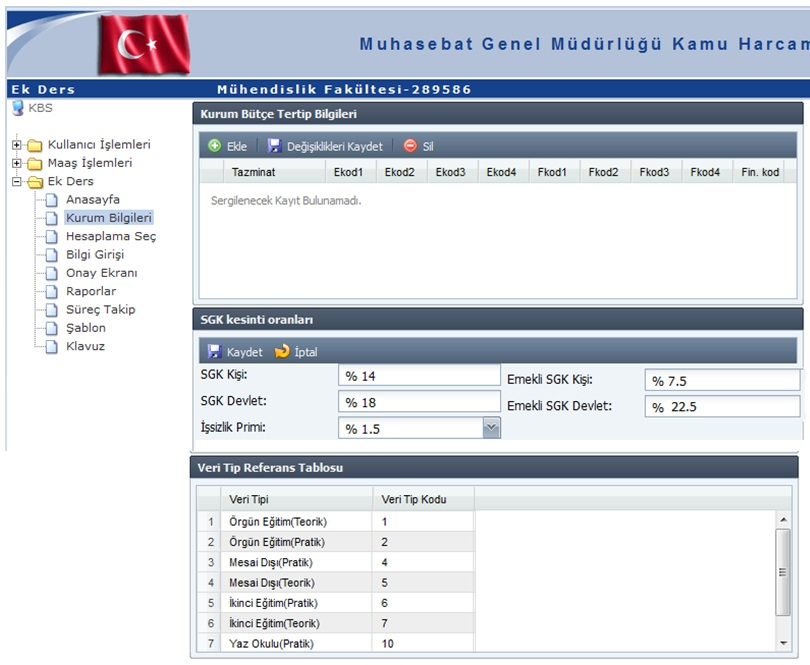 Muhasebat Genel Müdürlüğü Kamu
Ek Ders
Mühendislik Fakültesi-289586
KBS
Kullanıcı İşlemleri
Maaş İşlemleri
Ek Ders
Anasayfa
Kurum Bilgileri
Hesaplama Seç
Bilgi Girişi
Onay Ekranı
Raporlar
Süreç Takip
Şablon
Klavuz
Kurum Bütçe Tertip Bilgileri
Ekle Değişiklikleri Kaydet Sil
Tazminat Ekod1 Ekod2 Ekod3 Ekod4 Fkod1 Fkod2 Fkod3 Fkod4 Fin. kod
Sergilenecek Kayıt Bulunamadı.
SGK kesinti oranları
Kaydet İptal
SGK Kişi: % 14 Emekli SGK Kişi: % 7.5
SGK Devlet: % 18 Emekli SGK Devlet: % 22.5
İşsizlik Primi: % 1.5
Veri Tip Referans Tablosu
Veri Tipi Veri Tip Kodu
1 Örgün Eğitim(Teorik) 1
2 Örgün Eğitim(Pratik) 2
3 Mesai Dışı(Pratik) 4
4 Mesai Dışı(Teorik) 5
5 İkinci Eğitim(Pratik) 6
6 İkinci Eğitim(Teorik) 7
7 Yaz Okulu(Pratik) 10